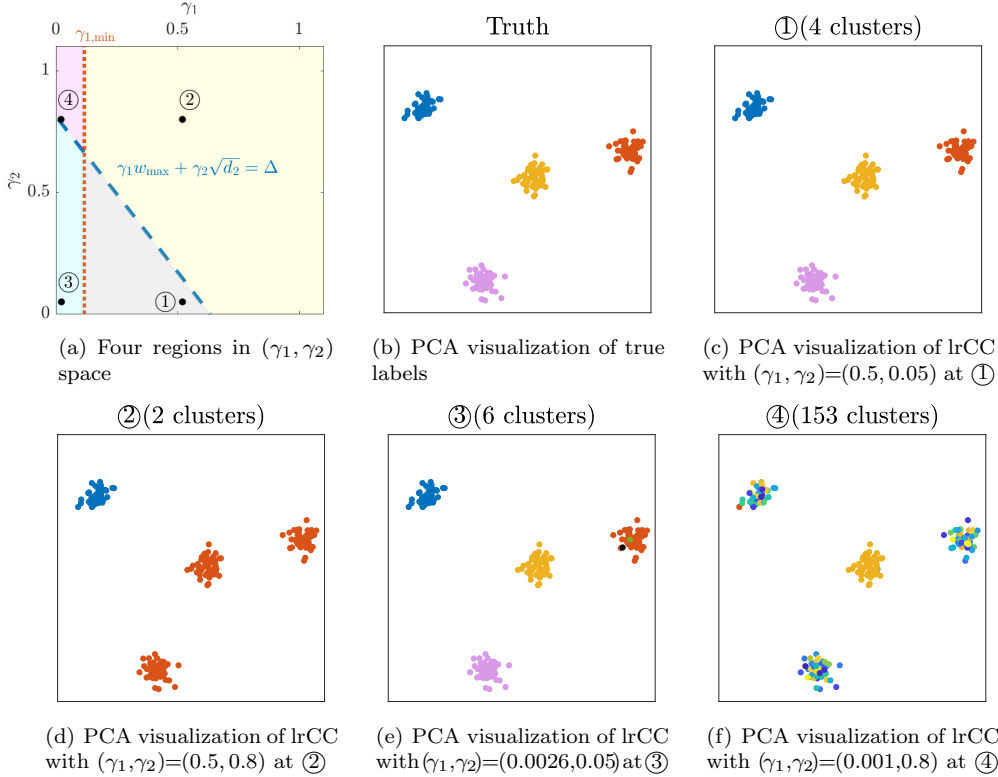 γ₁
0 0.5 1
γ₁,min
1
0.5
0
γ₂
④
②
γ₁w_max + γ₂√d₂ = Δ
③
①
(a) Four regions in (γ₁, γ₂)
space
Truth
(b) PCA visualization of true
labels
①(4 clusters)
(c) PCA visualization of lrCC
with (γ₁, γ₂)=(0.5, 0.05) at ①
②(2 clusters)
(d) PCA visualization of lrCC
with (γ₁,γ₂)=(0.5, 0.8) at ②
③(6 clusters)
(e) PCA visualization of lrCC
with(γ₁,γ₂)=(0.0026,0.05)at③
④(153 clusters)
(f) PCA visualization of lrCC
with (γ₁,γ₂)=(0.001,0.8) at ④